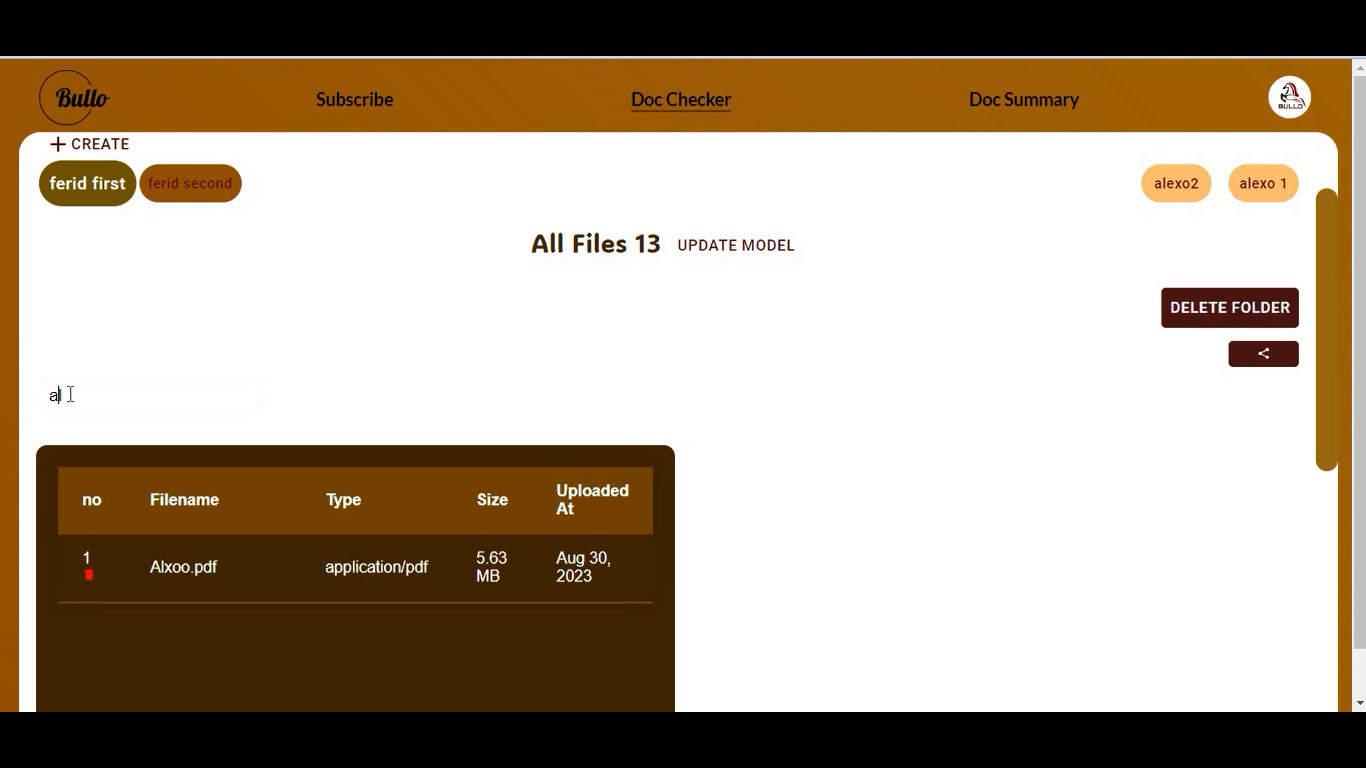 Bullo
Subscribe
Doc Checker
Doc Summary
BULLO
CREATE
ferid first
ferid second
alexo2
alexo 1
All Files 13
UPDATE MODEL
DELETE FOLDER
al
no
Filename
Type
Size
Uploaded
At
1
Alxoo.pdf
application/pdf
5.63
MB
Aug 30,
2023